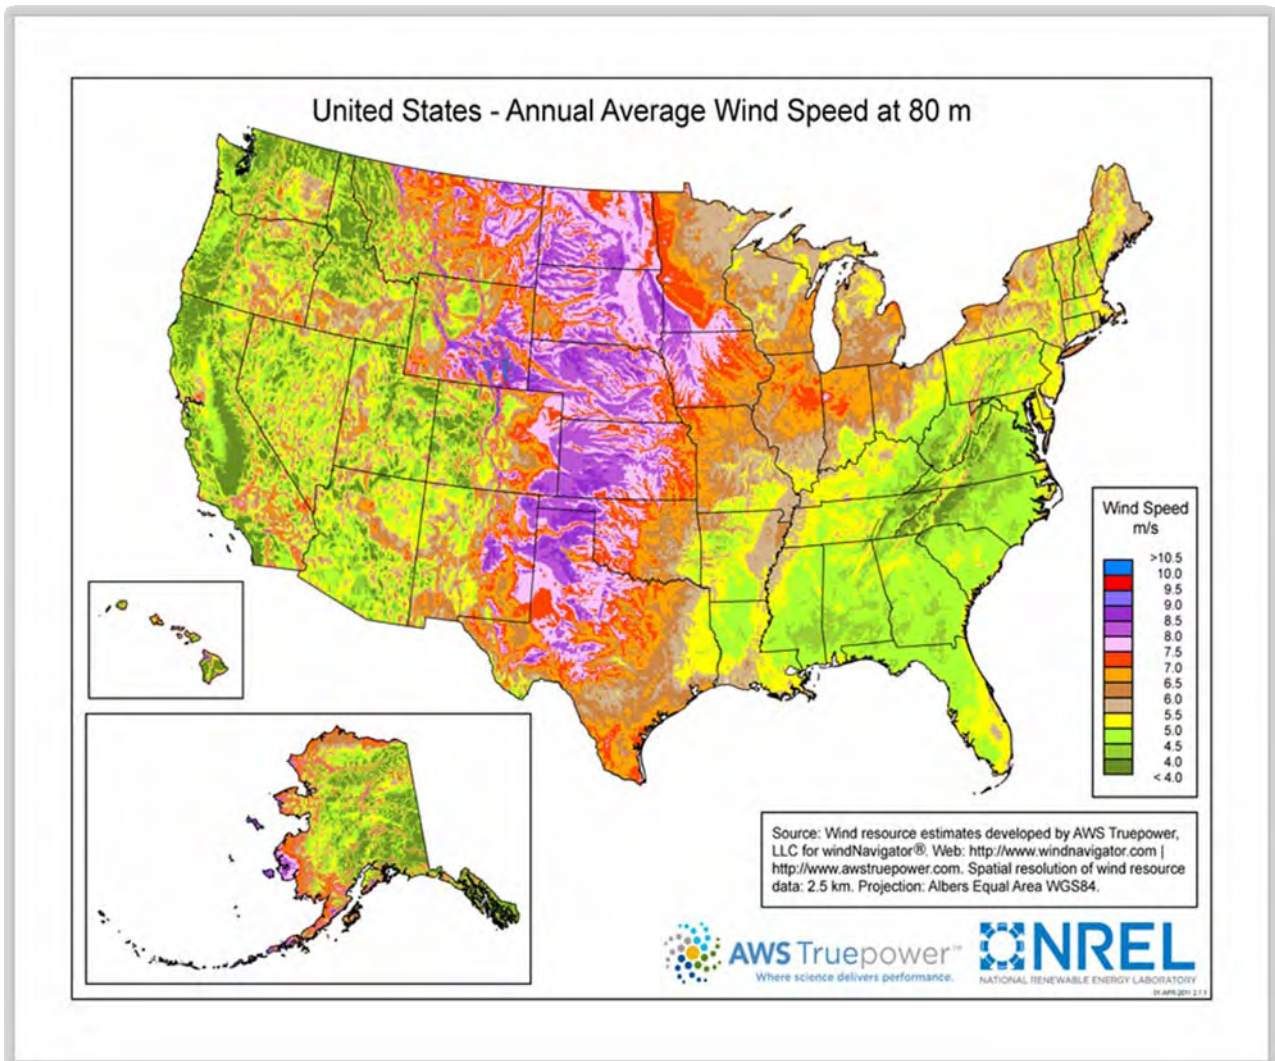 United States - Annual Average Wind Speed at 80 m
Wind Speed
m/s
>10.5
10.0
9.5
9.0
8.5
8.0
7.5
7.0
6.5
6.0
5.5
5.0
4.5
4.0
< 4.0
Source: Wind resource estimates developed by AWS Truepower,
LLC for windNavigator®. Web: http://www.windnavigator.com |
http://www.awstruepower.com. Spatial resolution of wind resource
data: 2.5 km. Projection: Albers Equal Area WGS84.
AWS Truepower™
Where science delivers performance.
NREL
NATIONAL RENEWABLE ENERGY LABORATORY